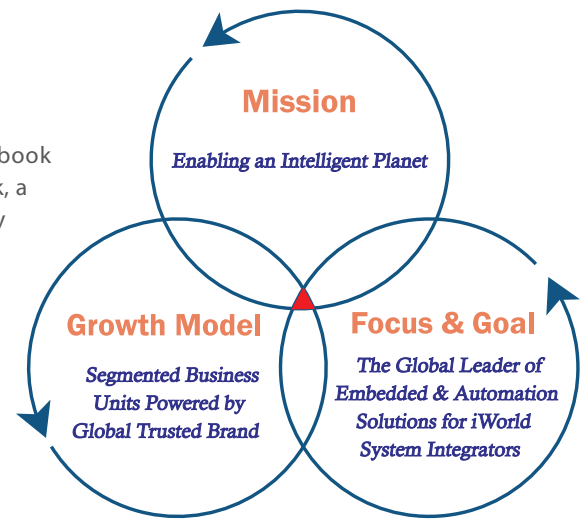 Mission
Enabling an Intelligent Planet
book
, a
Growth Model
Segmented Business
Units Powered by
Global Trusted Brand
Focus & Goal
The Global Leader of
Embedded & Automation
Solutions for iWorld
System Integrators